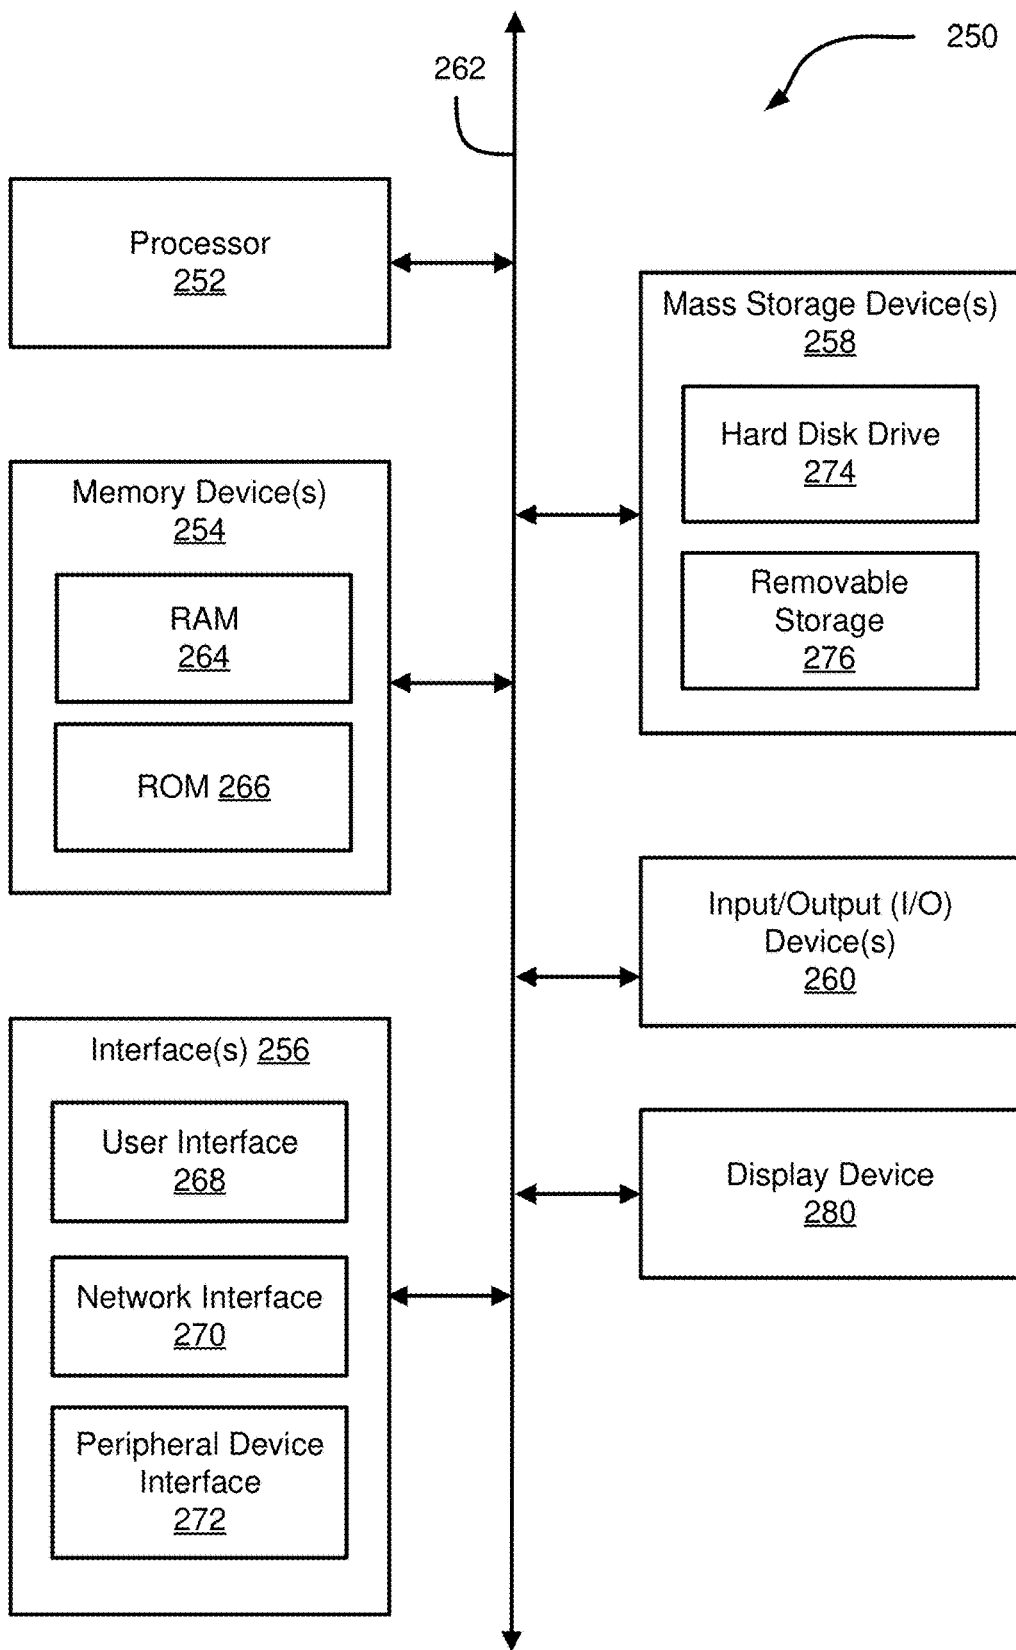 250
262
Processor
252
Mass Storage Device(s)
258
Hard Disk Drive
274
Removable
Storage
276
Memory Device(s)
254
RAM
264
ROM 266
Input/Output (I/O)
Device(s)
260
Interface(s) 256
User Interface
268
Network Interface
270
Peripheral Device
Interface
272
Display Device
280